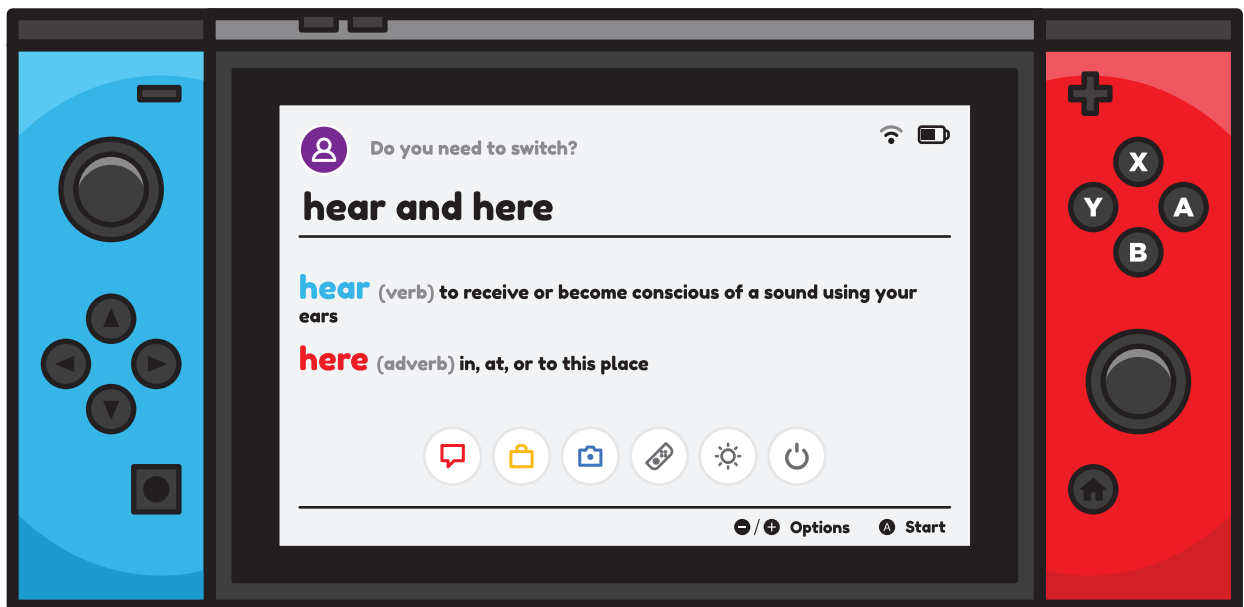 Do you need to switch?
hear and here
hear (verb) to receive or become conscious of a sound using your
ears
here (adverb) in, at, or to this place
X
Y A
B
/ Options A Start